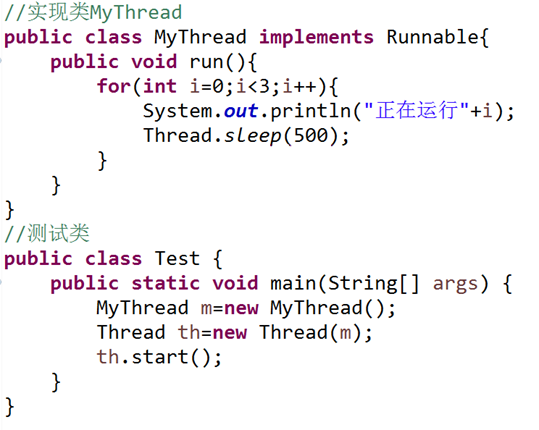 //实现类MyThread
public class MyThread implements Runnable{
public void run(){
for(int i=0;i<3;i++){
System.out.println("正在运行"+i);
Thread.sleep(500);
}
}
}
//测试类
public class Test {
public static void main(String[] args) {
MyThread m=new MyThread();
Thread th=new Thread(m);
th.start();
}
}